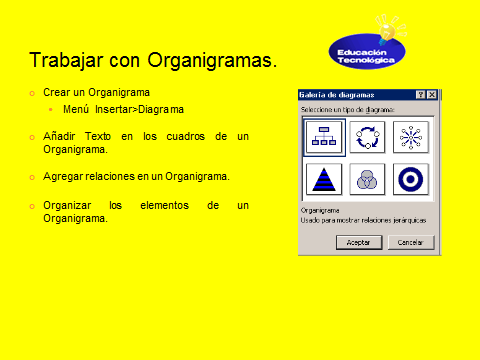 Educación
Tecnológica
Trabajar con Organigramas.
Crear un Organigrama
Menú Insertar>Diagrama
Añadir Texto en los cuadros de un
Organigrama.
Agregar relaciones en un Organigrama.
Organizar los elementos de un
Organigrama.
Galería de diagramas
Seleccione un tipo de diagrama:
Organigrama
Usado para mostrar relaciones jerárquicas
Aceptar Cancelar